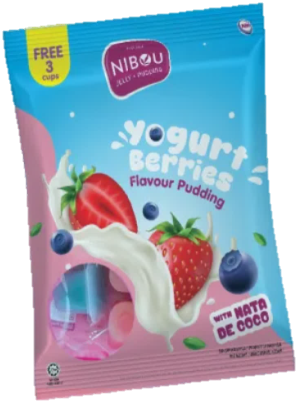 FREE
3
cups
NIBOU
JELLY • PUDDING
Yogurt
Berries
Flavour Pudding
WITH NATA
DE COCO